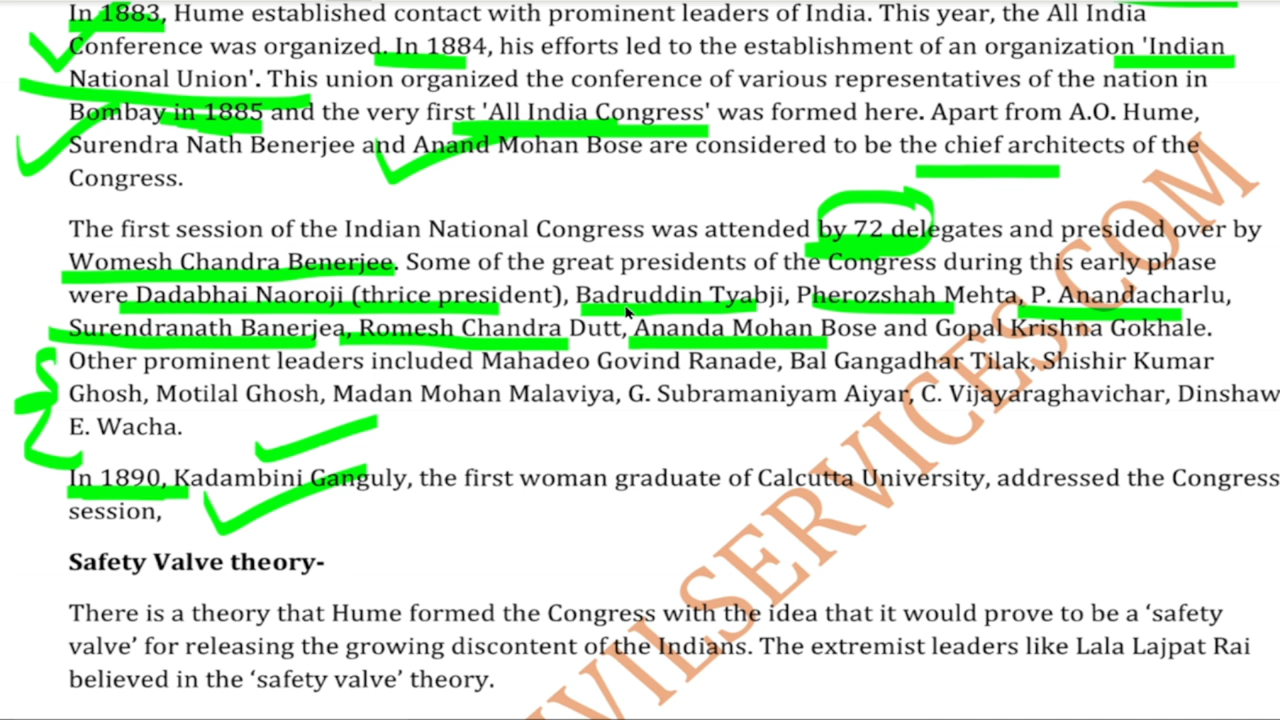 In 1883, Hume established contact with prominent leaders of India. This year, the All India
Conference was organized. In 1884, his efforts led to the establishment of an organization 'Indian
National Union'. This union organized the conference of various representatives of the nation in
Bombay in 1885 and the very first 'All India Congress' was formed here. Apart from A.O. Hume,
Surendra Nath Benerjee and Anand Mohan Bose are considered to be the chief architects of the
Congress.
The first session of the Indian National Congress was attended by 72 delegates and presided over by
Womesh Chandra Benerjee. Some of the great presidents of the Congress during this early phase
were Dadabhai Naoroji (thrice president), Badruddin Tyabji, Pherozshah Mehta, P. Anandacharlu,
Surendranath Banerjea, Romesh Chandra Dutt, Ananda Mohan Bose and Gopal Krishna Gokhale.
Other prominent leaders included Mahadeo Govind Ranade, Bal Gangadhar Tilak, Shishir Kumar
Ghosh, Motilal Ghosh, Madan Mohan Malaviya, G. Subramaniyam Aiyar, C. Vijayaraghavichar, Dinshaw
E. Wacha.
In 1890, Kadambini Ganguly, the first woman graduate of Calcutta University, addressed the Congress
session,
Safety Valve theory-
There is a theory that Hume formed the Congress with the idea that it would prove to be a ‘safety
valve’ for releasing the growing discontent of the Indians. The extremist leaders like Lala Lajpat Rai
believed in the ‘safety valve’ theory.
IVILSERVICES.COM